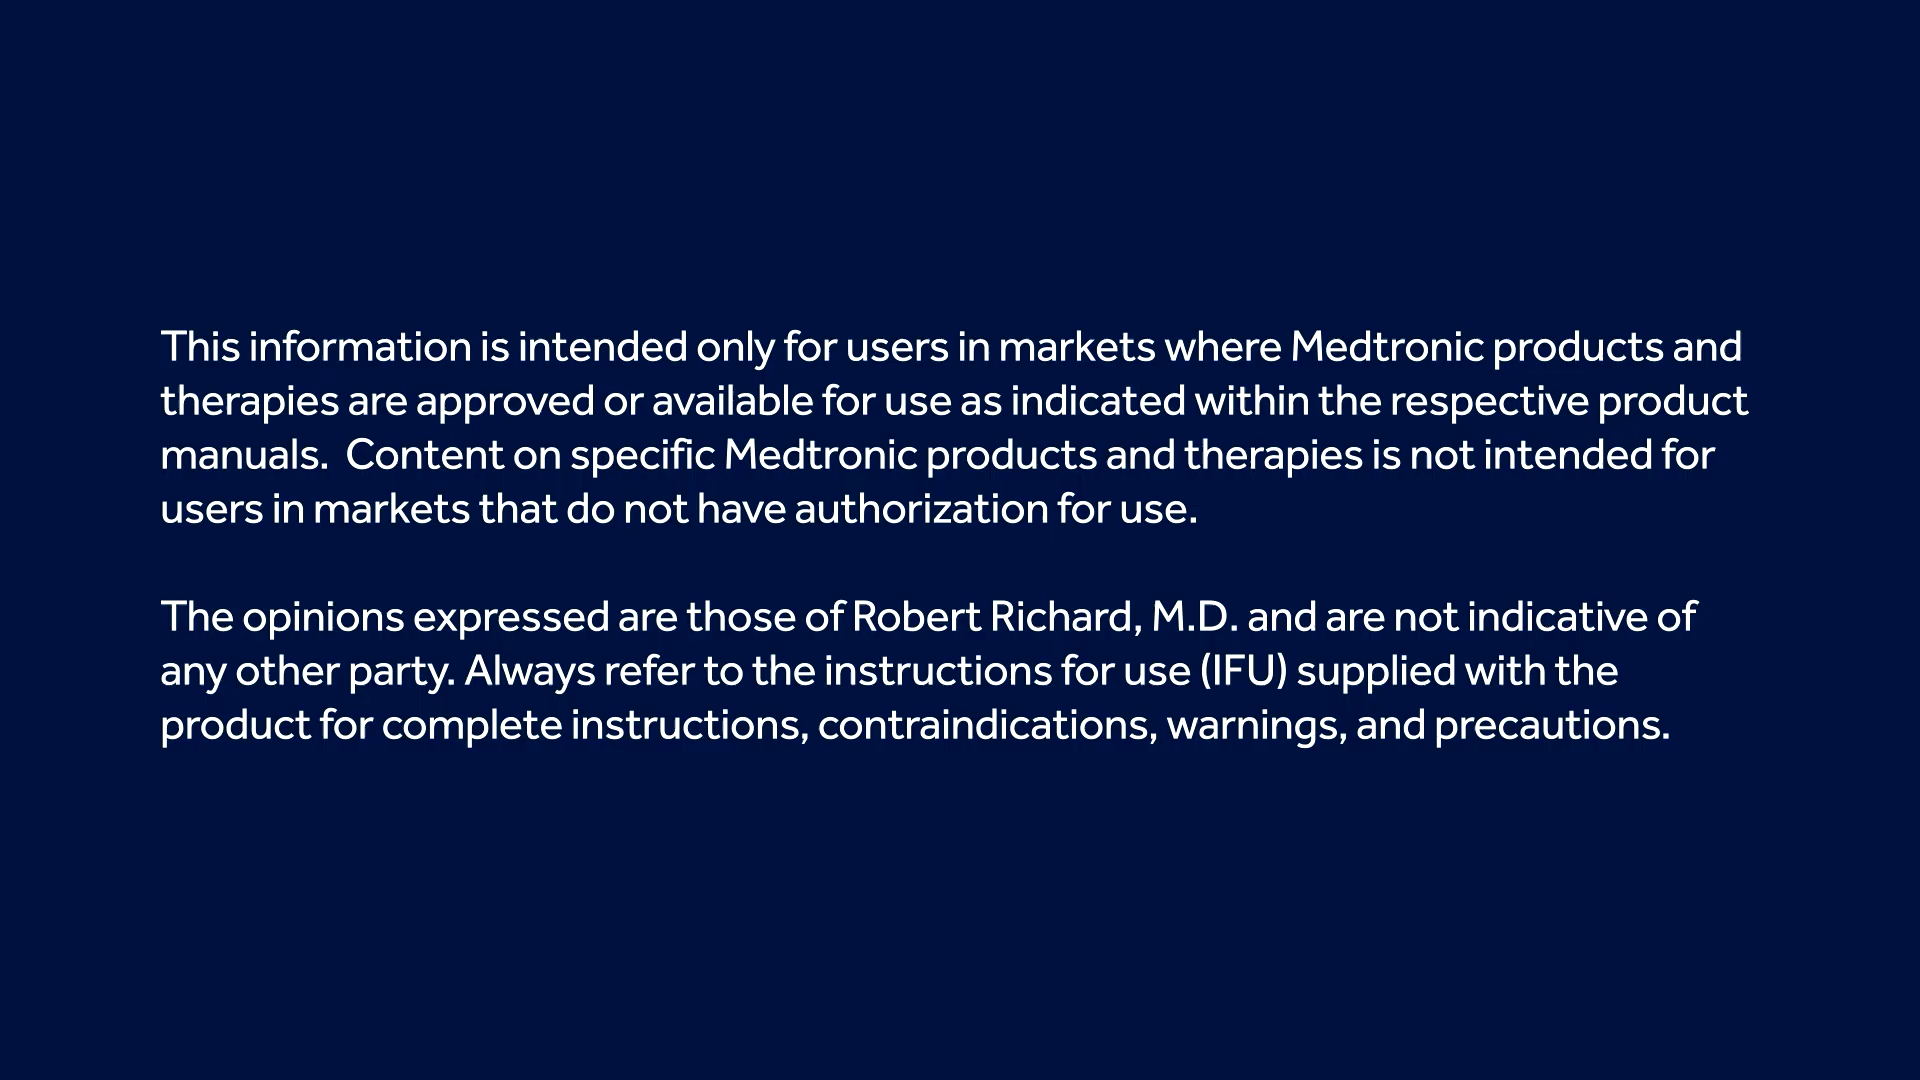 This information is intended only for users in markets where Medtronic products and
therapies are approved or available for use as indicated within the respective product
manuals.  Content on specific Medtronic products and therapies is not intended for
users in markets that do not have authorization for use.
The opinions expressed are those of Robert Richard, M.D. and are not indicative of
any other party. Always refer to the instructions for use (IFU) supplied with the
product for complete instructions, contraindications, warnings, and precautions.